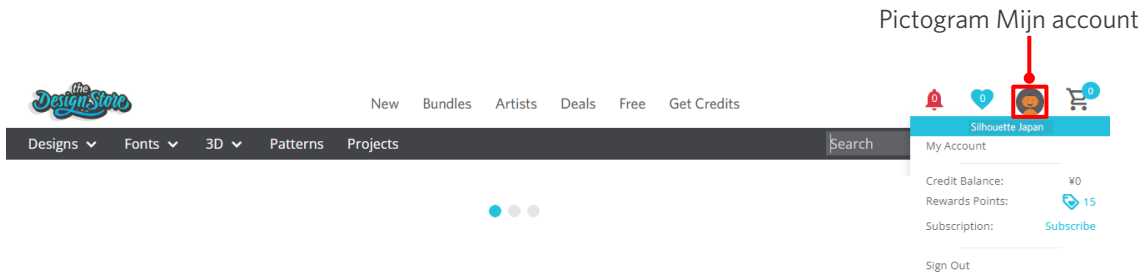 Pictogram Mijn account
the
Design Store
New Bundles Artists Deals Free Get Credits
0 0 0
Designs Fonts 3D Patterns Projects Search
Silhouette Japan
My Account
Credit Balance: ¥0
Rewards Points: 15
Subscription: Subscribe
Sign Out